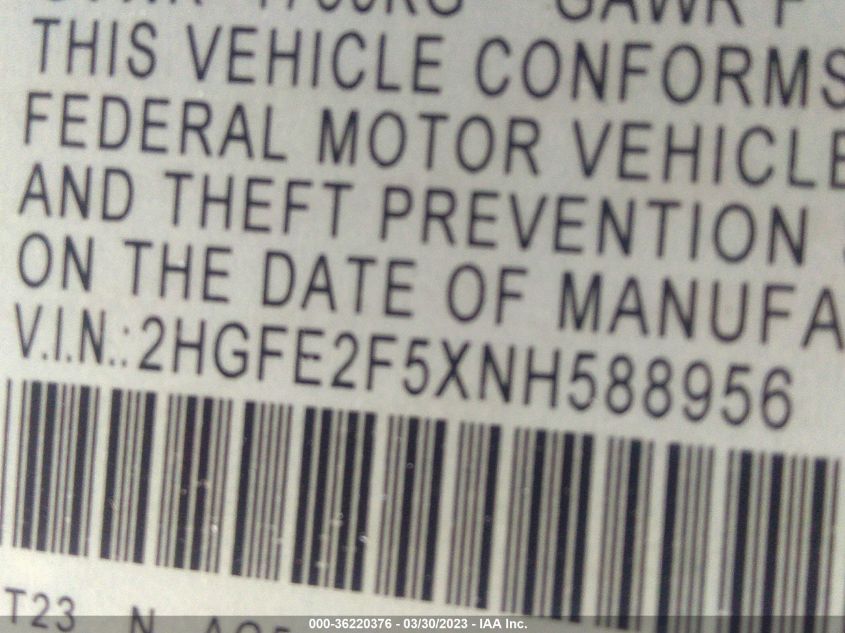 THIS VEHICLE CONFORMS
FEDERAL MOTOR VEHICLE
AND THEFT PREVENTION
ON THE DATE OF MANUFA
V.I.N.:2HGFE2F5XNH588956
T23 N
000-36220376 - 03/30/2023 - IAA Inc.